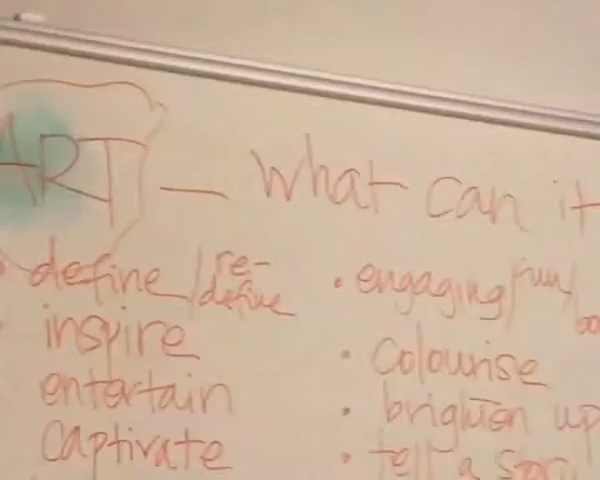 ART — what can it
define/re-define
inspire
entertain
captivate
• engaging/fun/
• colourise
• brighten up
• tell a story